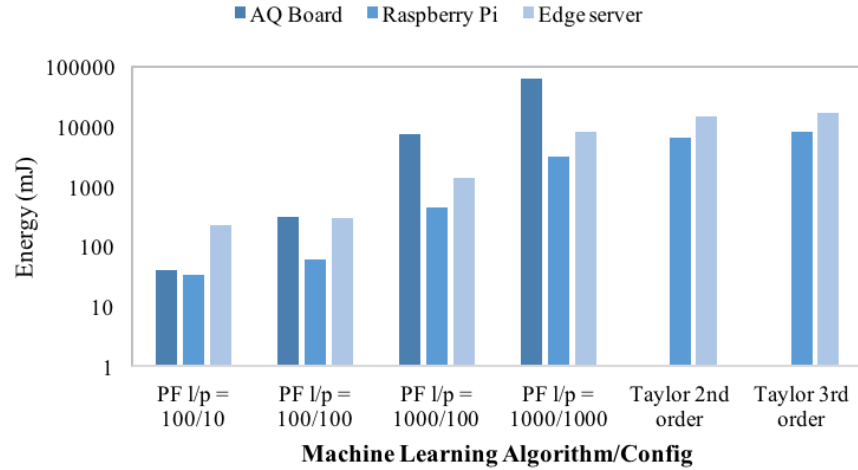 AQ Board Raspberry Pi Edge server
100000
10000
1000
100
10
1
Energy (mJ)
PF l/p =
100/10
PF l/p =
100/100
PF l/p =
1000/100
PF l/p =
1000/1000
Taylor 2nd
order
Taylor 3rd
order
Machine Learning Algorithm/Config